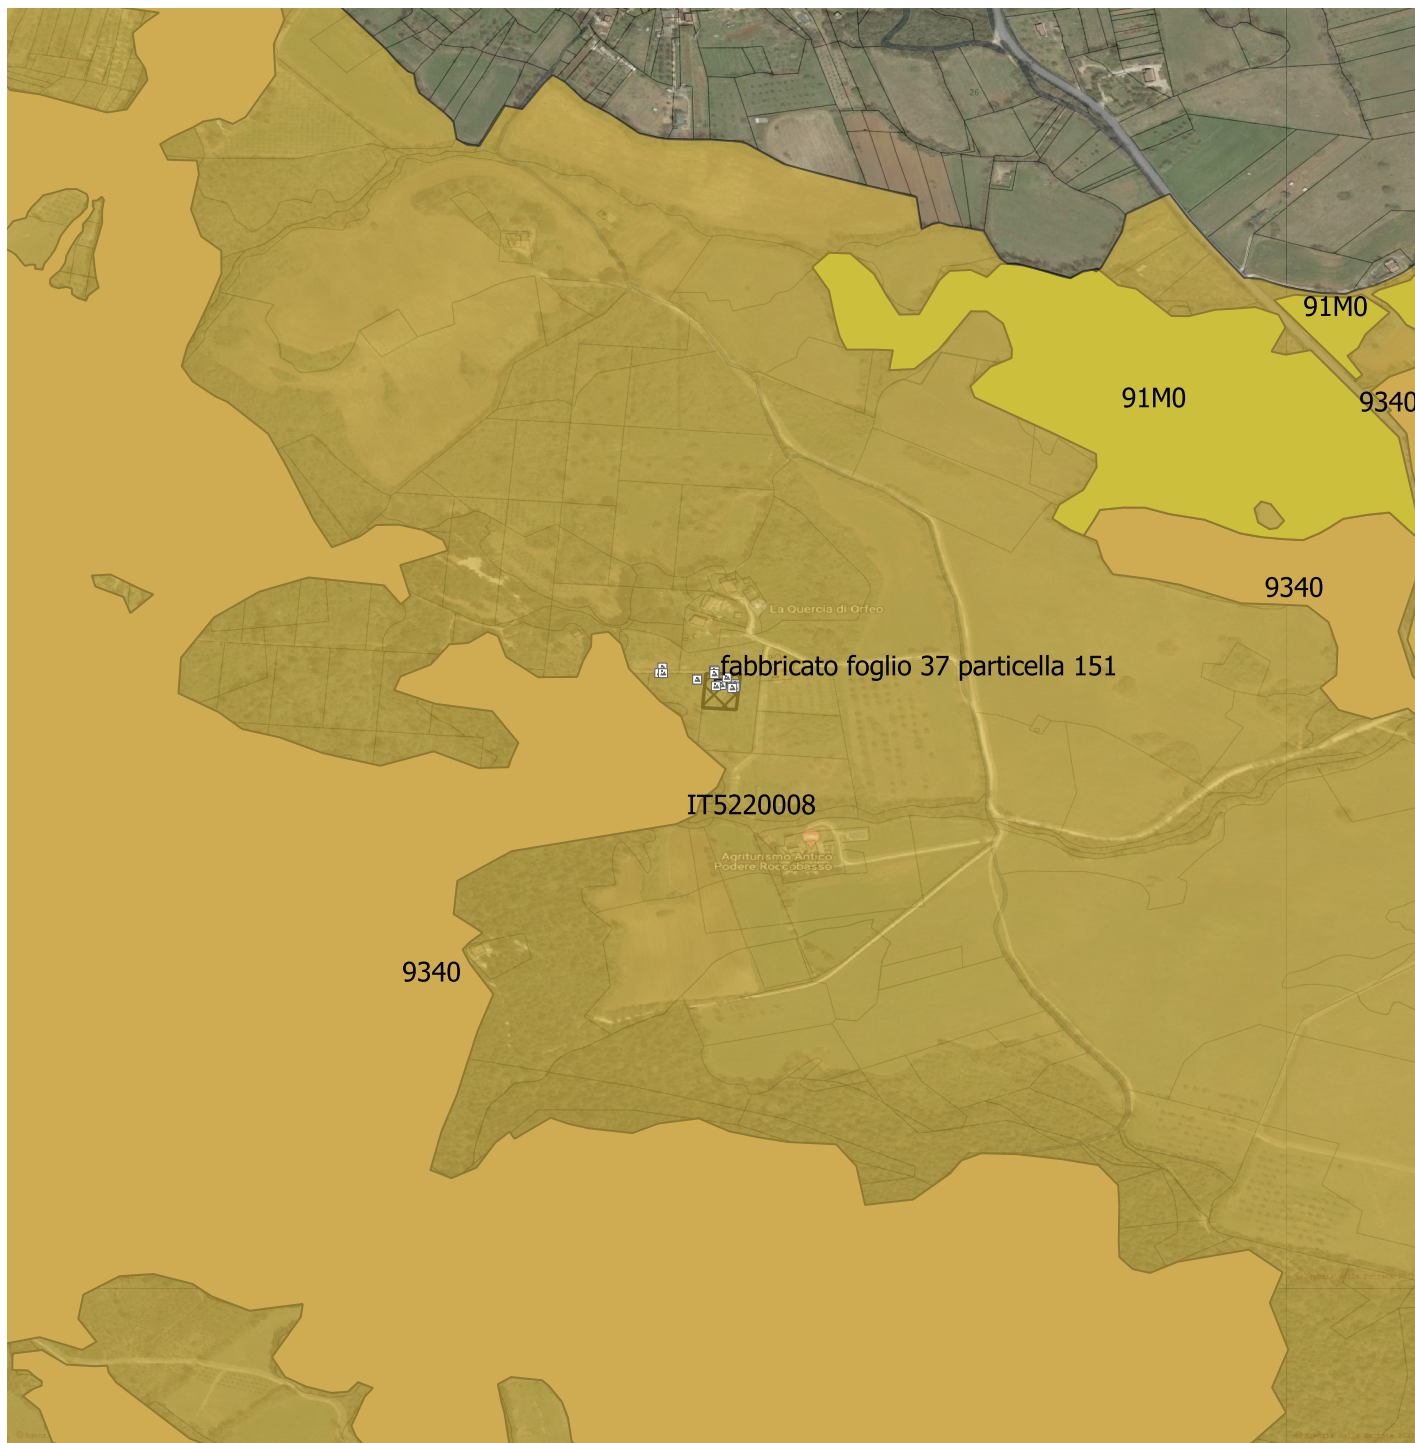 26
91M0
91M0
9340
9340
La Quercia di Orfeo
fabbricato foglio 37 particella 151
IT5220008
Agriturismo Antico
Podere Roccabasso
9340